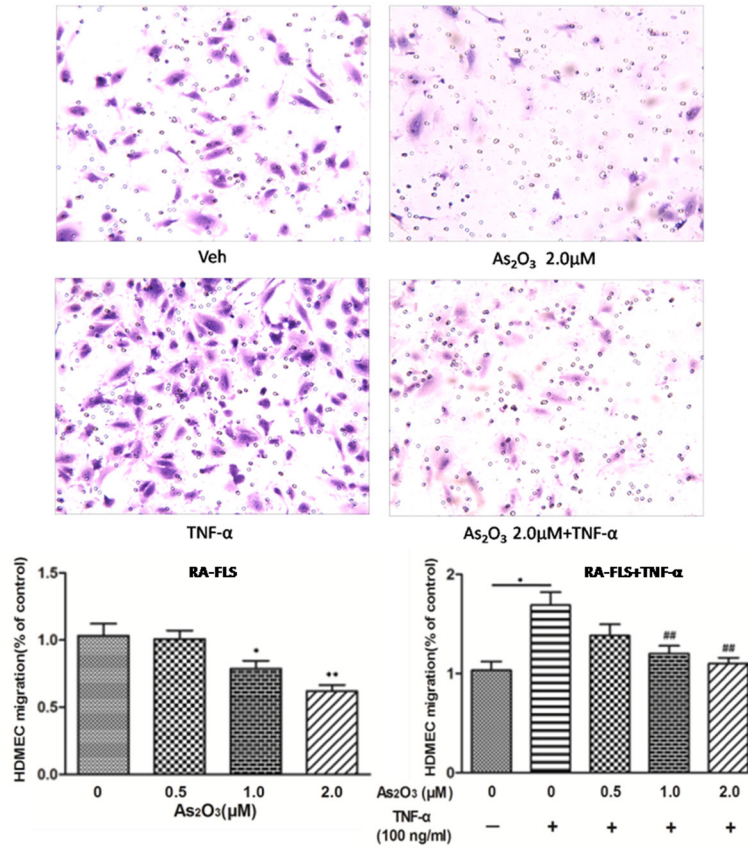 Veh
As₂O₃ 2.0μM
TNF-α
As₂O₃ 2.0μM+TNF-α
RA-FLS
HDMEC migration(% of control)
1.5
1.0
0.5
0.0
*
**
0 0.5 1.0 2.0
As₂O₃(μM)
RA-FLS+TNF-α
HDMEC migration(% of control)
2
1
0
*
##
##
As₂O₃ (μM) 0 0 0.5 1.0 2.0
TNF-α
(100 ng/ml) — + + + +